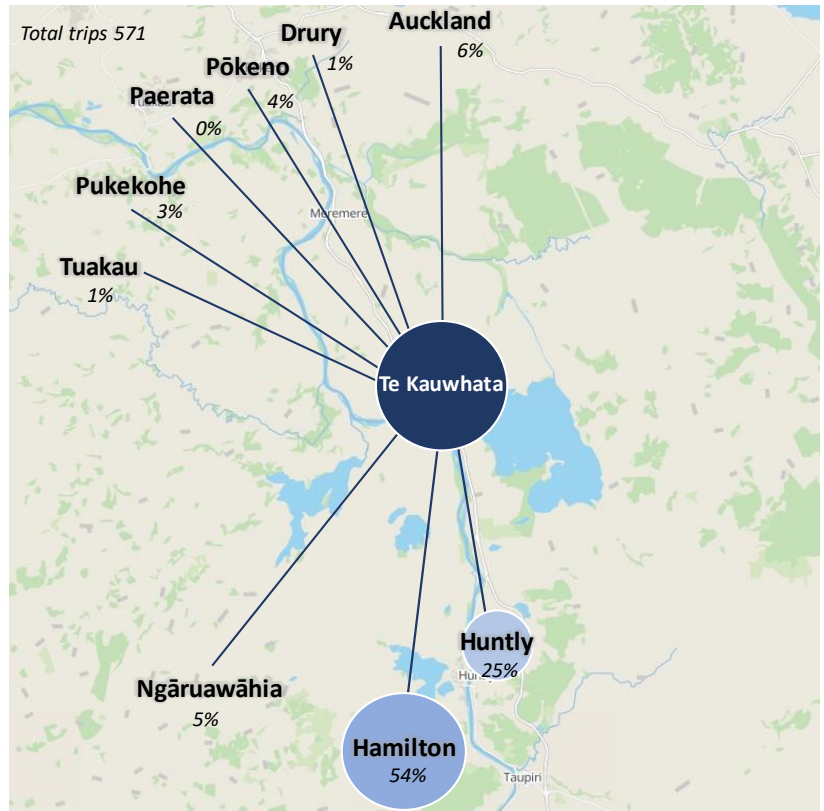 Total trips 571
Drury
1%
Auckland
6%
Pōkeno
4%
Paerata
0%
Pukekohe
3%
Meremere
Tuakau
1%
Te Kauwhata
Huntly
25%
Ngāruawāhia
5%
Hamilton
54%
Taupiri